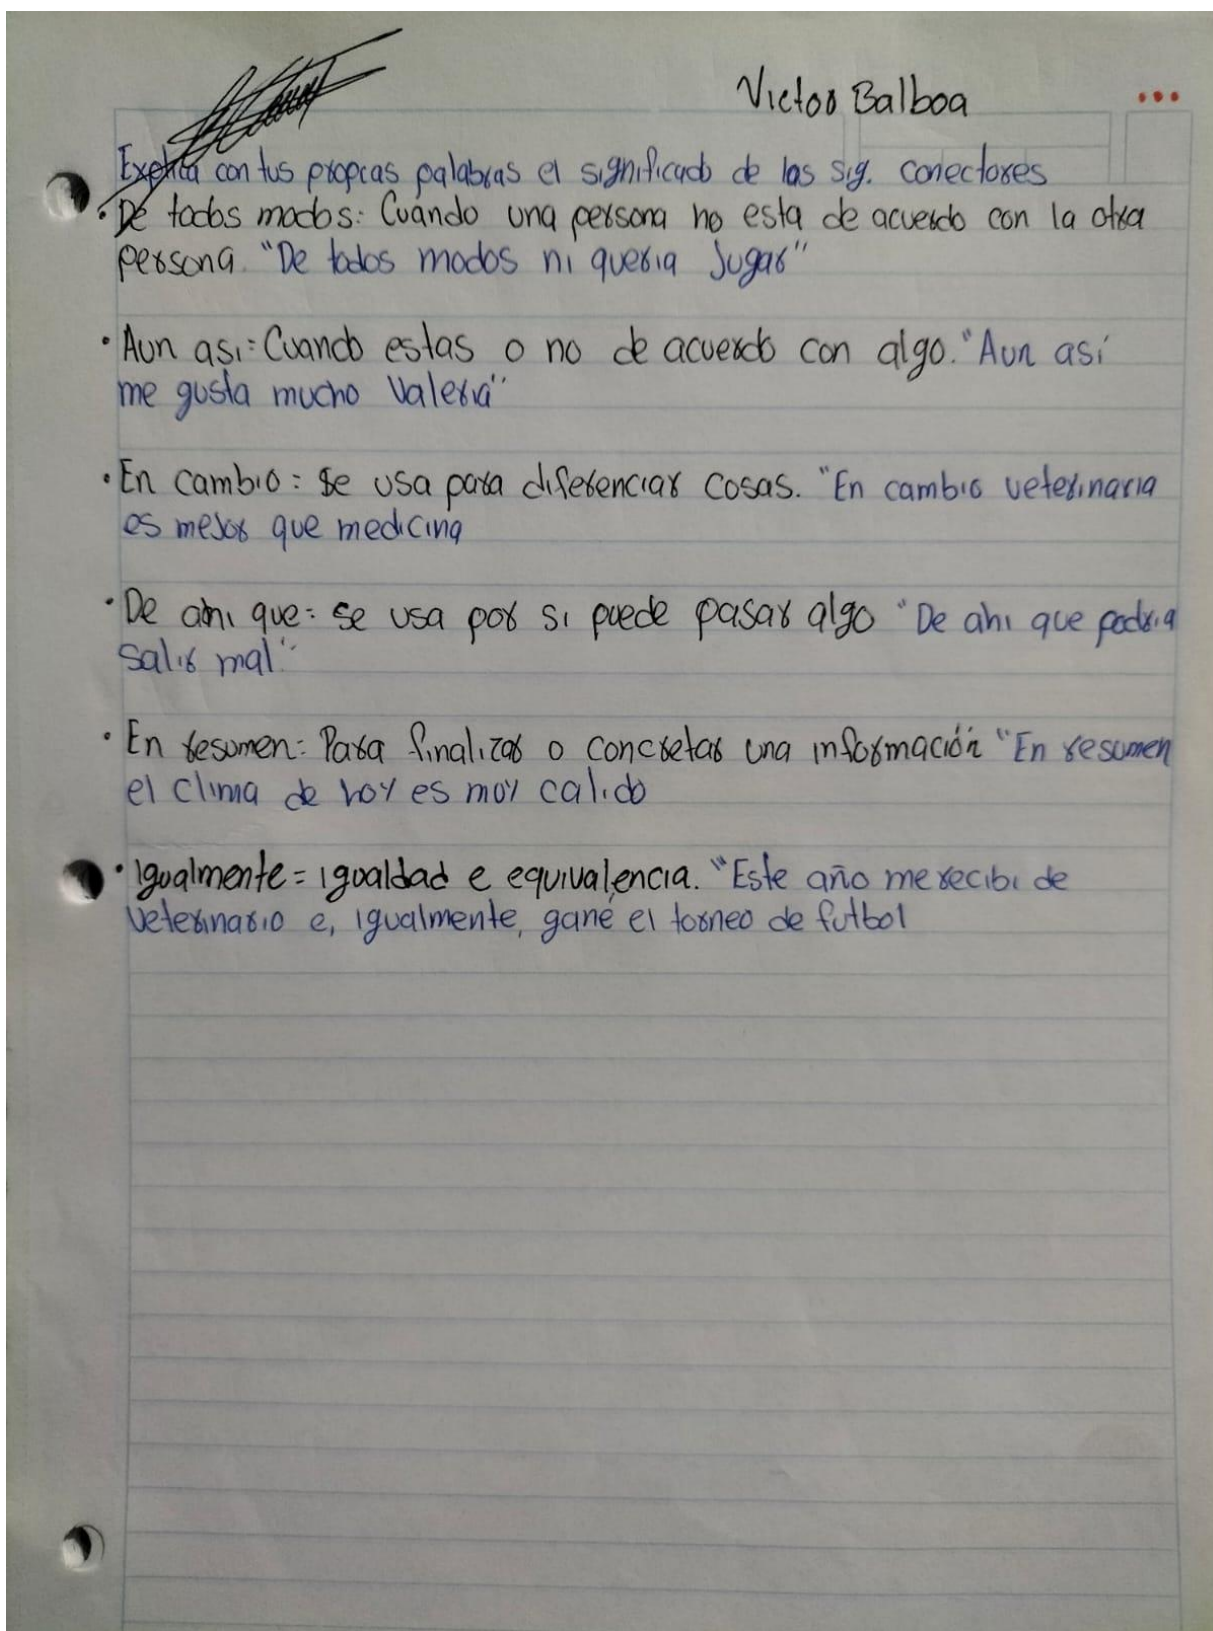 Victor Balboa
Explica con tus propias palabras el significado de los sig. conectores
• De todos modos: Cuando una persona no esta de acuerdo con la otra
persona. "De todos modos ni queria Jugar"
• Aun asi: Cuando estas o no de acuerdo con algo. "Aun así
me gusta mucho Valeria"
• En cambio: Se usa para diferenciar cosas. "En cambio veterinaria
es mejor que medicina
• De ahi que: se usa por si puede pasar algo "De ahi que podria
salir mal".
• En resumen: Para finalizar o concretar una información "En resumen
el clima de hoy es muy calido
• Igualmente = igualdad e equivalencia. "Este año me recibi de
Veterinario e, igualmente, gané el torneo de futbol